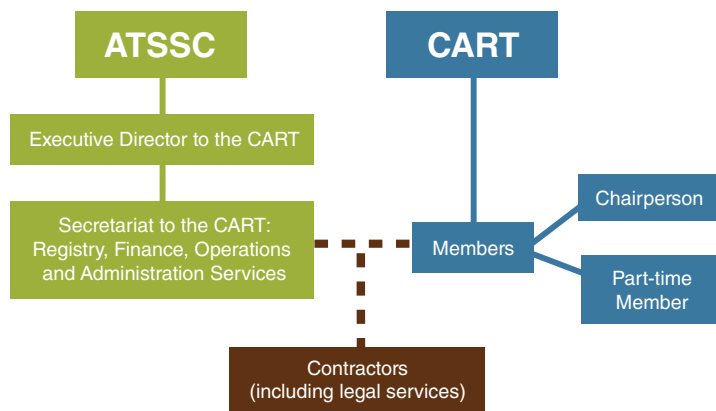 ATSSC
CART
Executive Director to the CART
Secretariat to the CART:
Registry, Finance, Operations
and Administration Services
Members
Chairperson
Part-time
Member
Contractors
(including legal services)